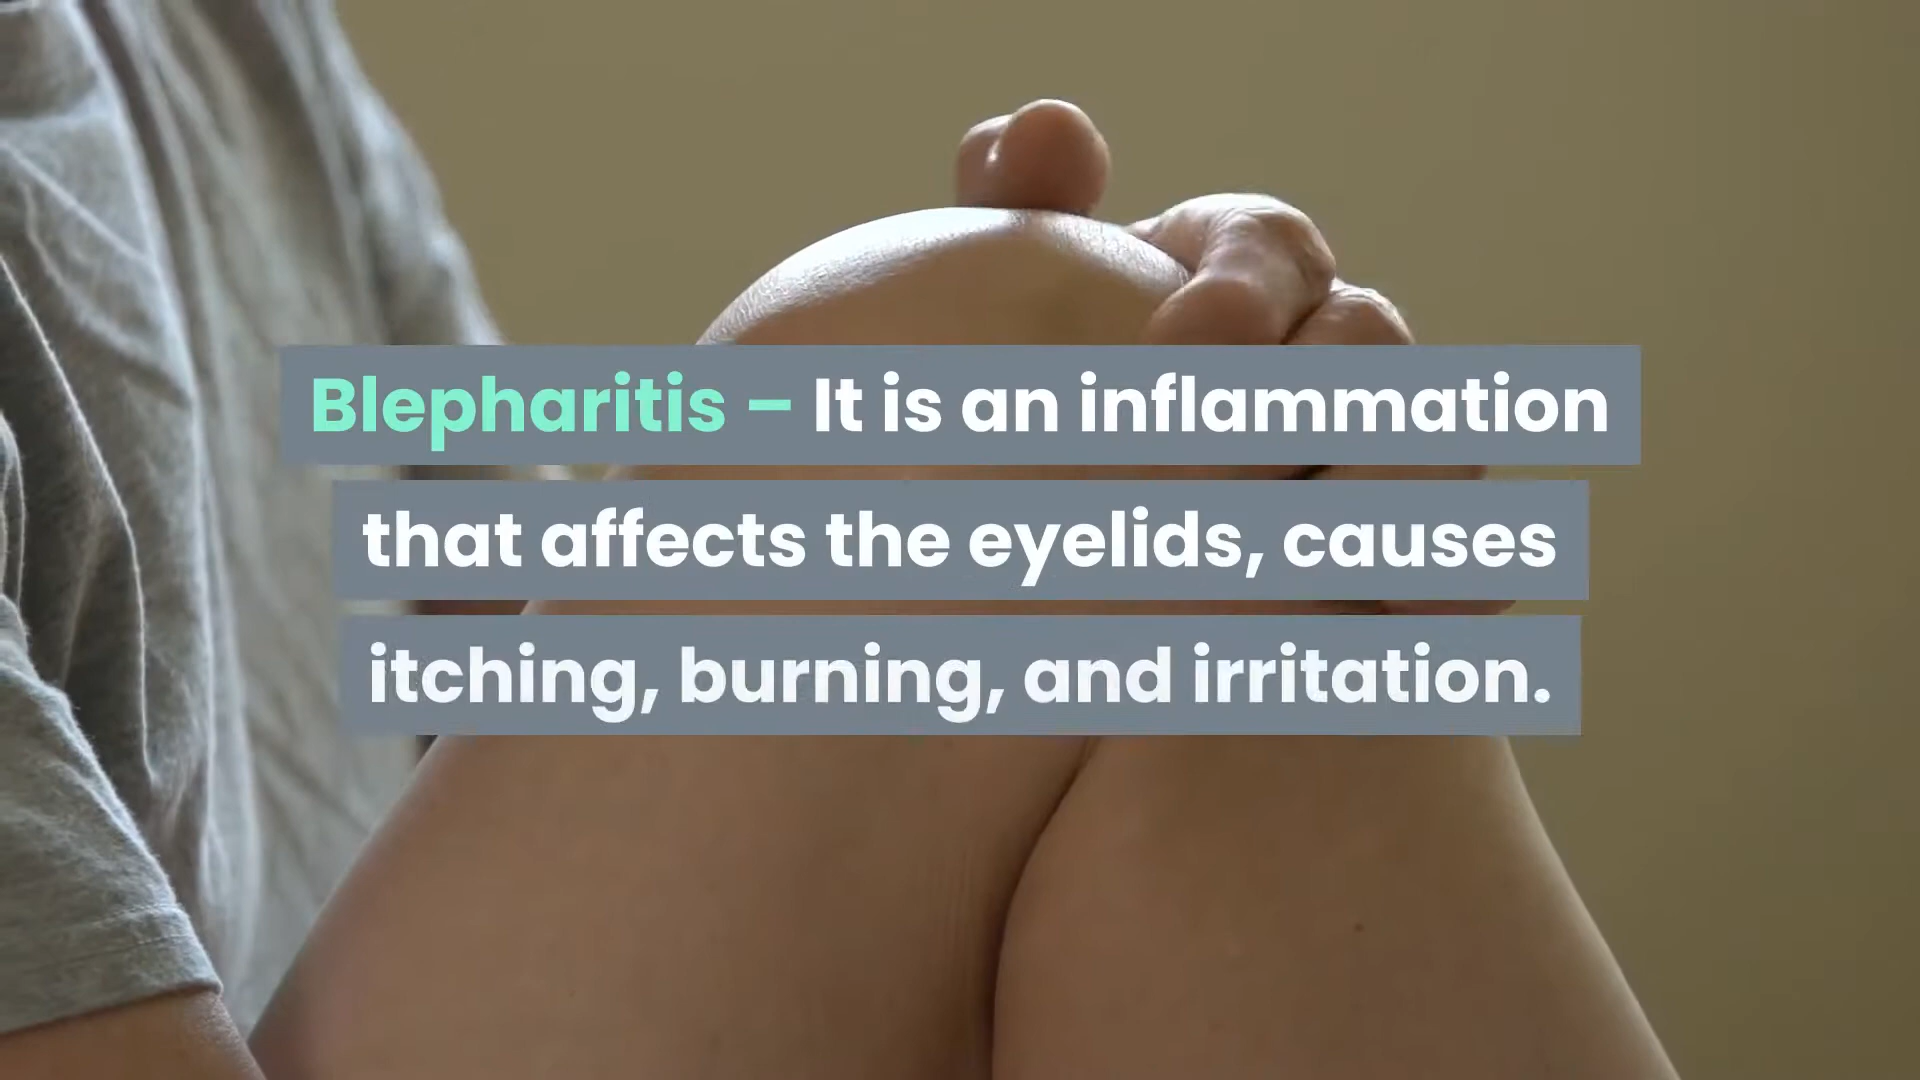 Blepharitis – It is an inflammation
that affects the eyelids, causes
itching, burning, and irritation.